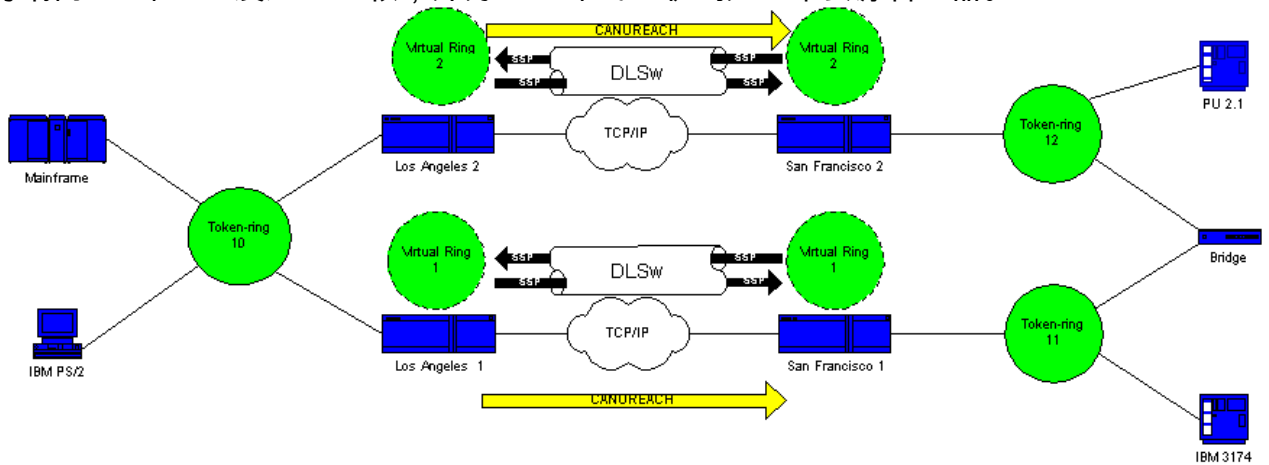 CANUREACH
Virtual Ring
2
SSP
SSP
DLSw
SSP
SSP
Virtual Ring
2
PU 2.1
Mainframe
Los Angeles 2
TCP/IP
San Francisco 2
Token-ring
12
Token-ring
10
Virtual Ring
1
SSP
SSP
DLSw
SSP
SSP
Virtual Ring
1
Bridge
IBM PS/2
Los Angeles 1
TCP/IP
San Francisco 1
Token-ring
11
CANUREACH
IBM 3174